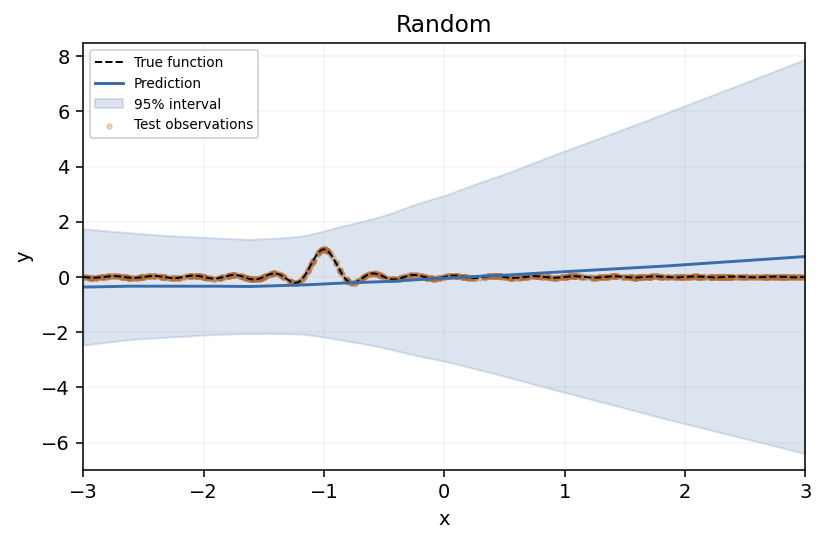 Random
8
6
4
2
0
−2
−4
−6
y
True function
Prediction
95% interval
Test observations
−3 −2 −1 0 1 2 3
x